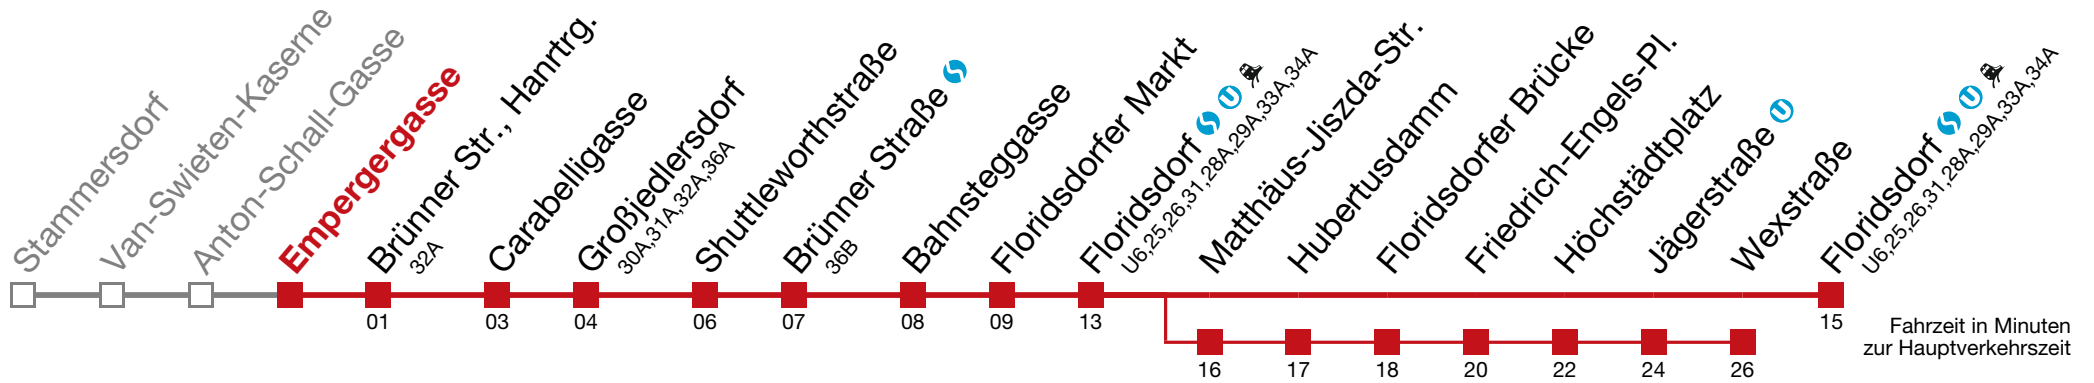 Stammersdorf
Van-Swieten-Kaserne
Anton-Schall-Gasse
Empergergasse
Brünner Str., Hanrtrg.
32A
Carabelligasse
Großjedlersdorf
30A,31A,32A,36A
Shuttleworthstraße
Brünner Straße S
36B
Bahnsteggasse
Floridsdorfer Markt
Floridsdorf S U
U6,25,26,31,28A,29A,33A,34A
Matthäus-Jiszda-Str.
Hubertusdamm
Floridsdorfer Brücke
Friedrich-Engels-Pl.
Höchstädtplatz
Jägerstraße U
Wexstraße
Floridsdorf S U
U6,25,26,31,28A,29A,33A,34A
01 03 04 06 07 08 09 13 15
16 17 18 20 22 24 26
Fahrzeit in Minuten
zur Hauptverkehrszeit